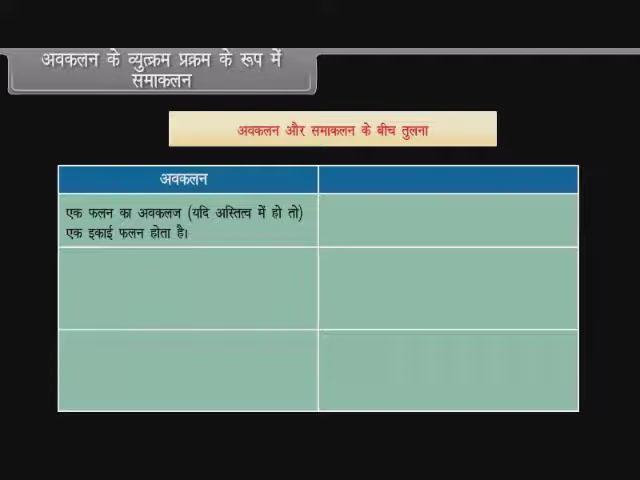 अवकलन के व्युत्क्रम प्रक्रम के रूप में
समाकलन
अवकलन और समाकलन के बीच तुलना
अवकलन
एक फलन का अवकलज (यदि अस्तित्व में हो तो)
एक इकाई फलन होता है।